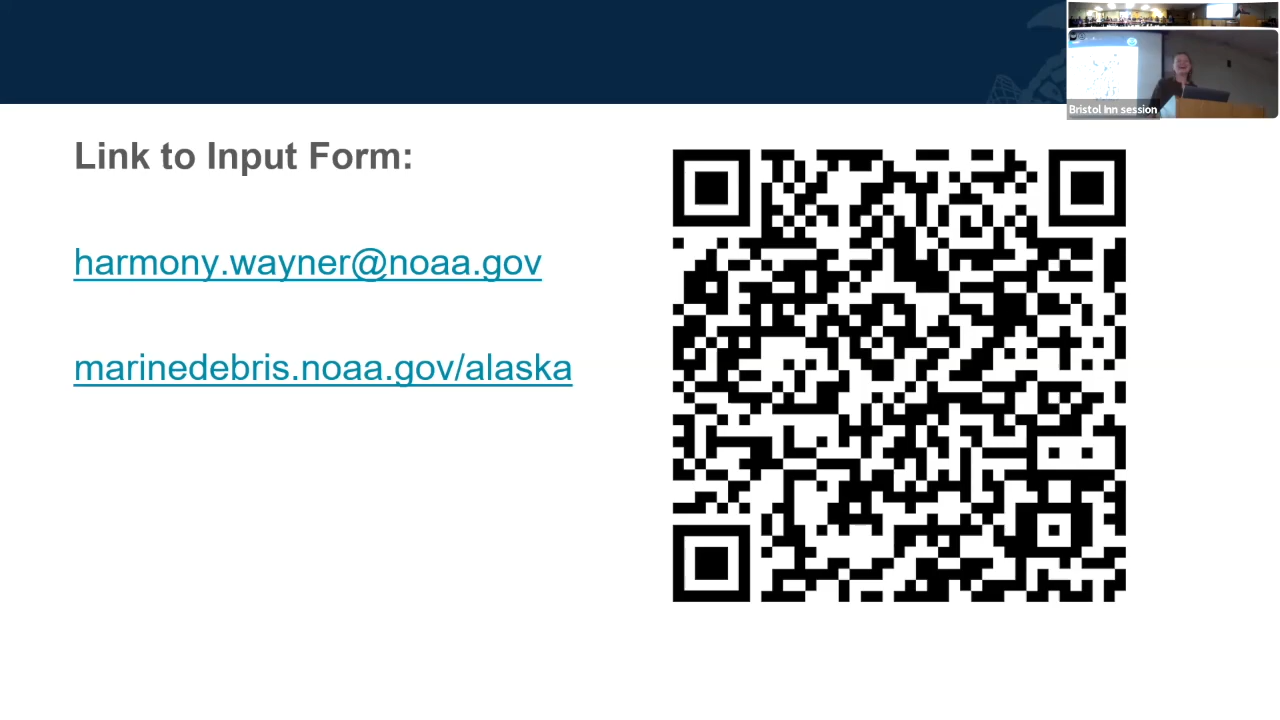 Link to Input Form:
harmony.wayner@noaa.gov
marinedebris.noaa.gov/alaska
Bristol Inn session